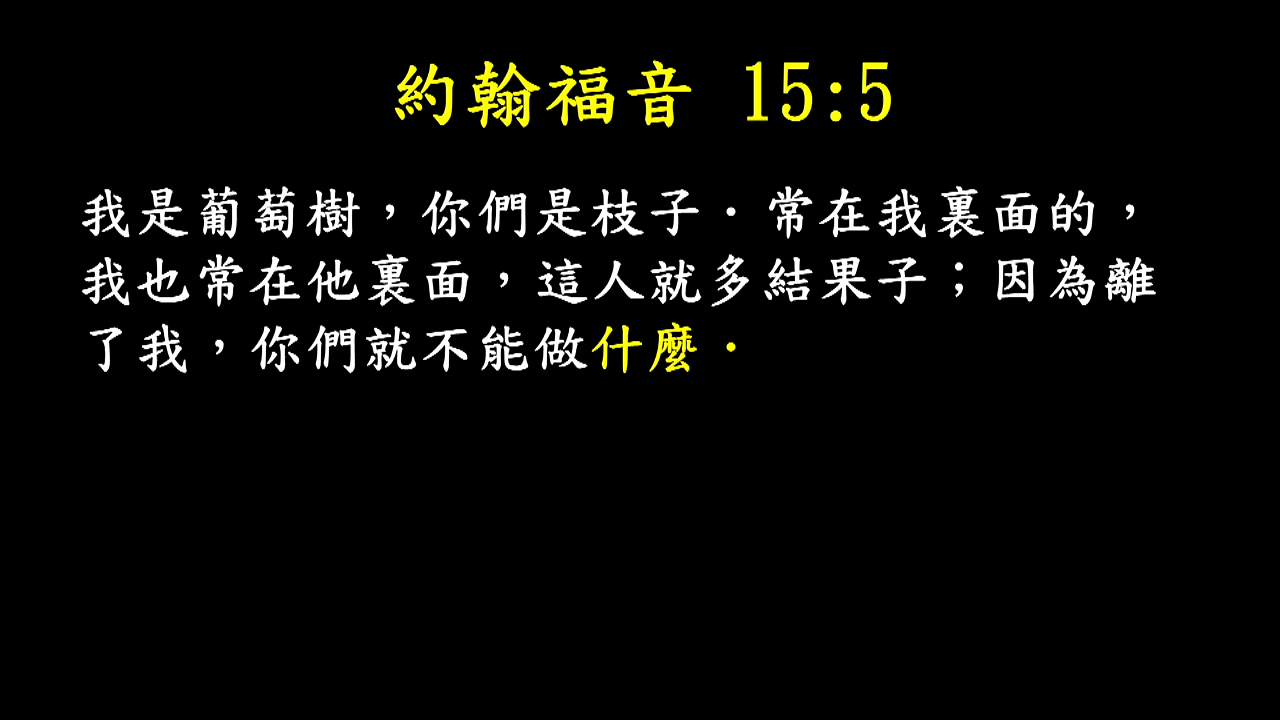 約翰福音 15:5
我是葡萄樹，你們是枝子．常在我裏面的，
我也常在他裏面，這人就多結果子；因為離
了我，你們就不能做什麼．